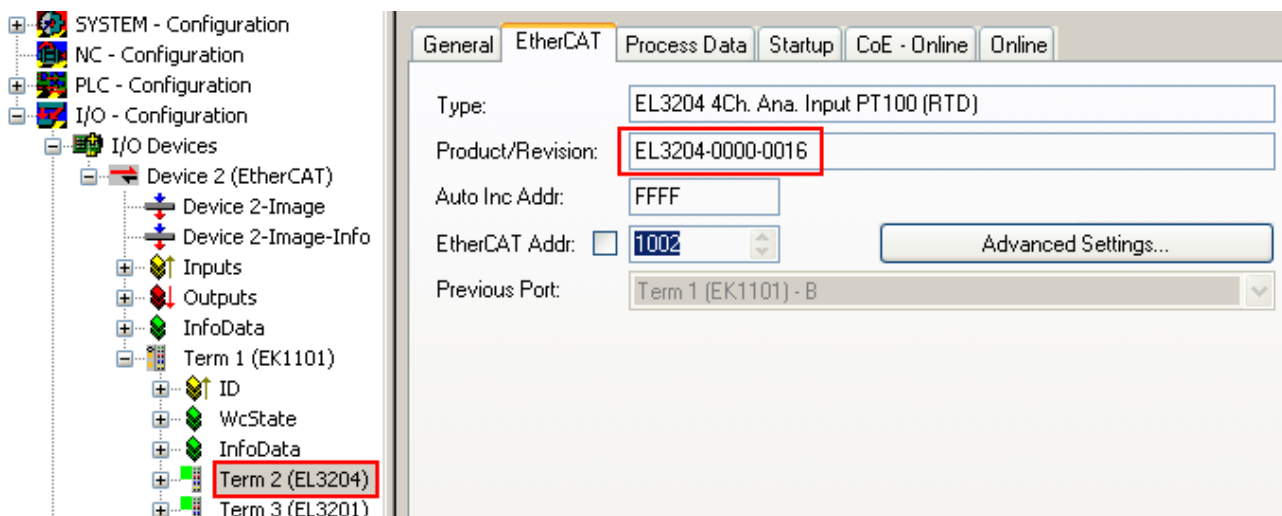 SYSTEM - Configuration
NC - Configuration
PLC - Configuration
I/O - Configuration
I/O Devices
Device 2 (EtherCAT)
Device 2-Image
Device 2-Image-Info
Inputs
Outputs
InfoData
Term 1 (EK1101)
ID
WcState
InfoData
Term 2 (EL3204)
Term 3 (EL3201)
General EtherCAT Process Data Startup CoE - Online Online
Type: EL3204 4Ch. Ana. Input PT100 (RTD)
Product/Revision: EL3204-0000-0016
Auto Inc Addr: FFFF
EtherCAT Addr: 1002 Advanced Settings...
Previous Port: Term 1 (EK1101) - B